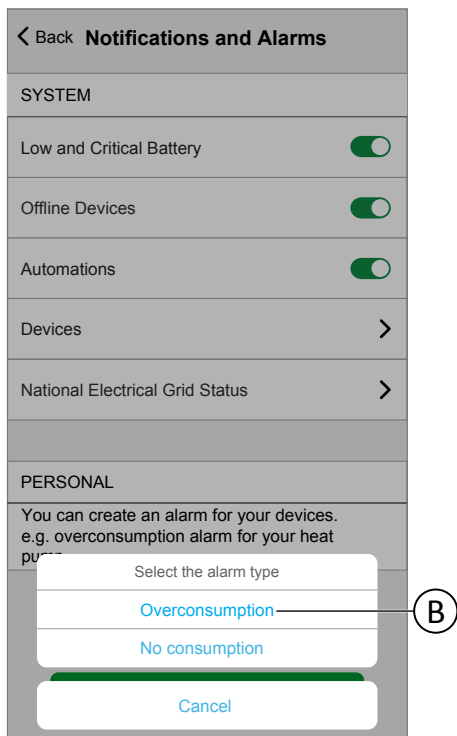 Back Notifications and Alarms
SYSTEM
Low and Critical Battery
Offline Devices
Automations
Devices
National Electrical Grid Status
PERSONAL
You can create an alarm for your devices.
e.g. overconsumption alarm for your heat
Select the alarm type
Overconsumption
B
No consumption
Cancel